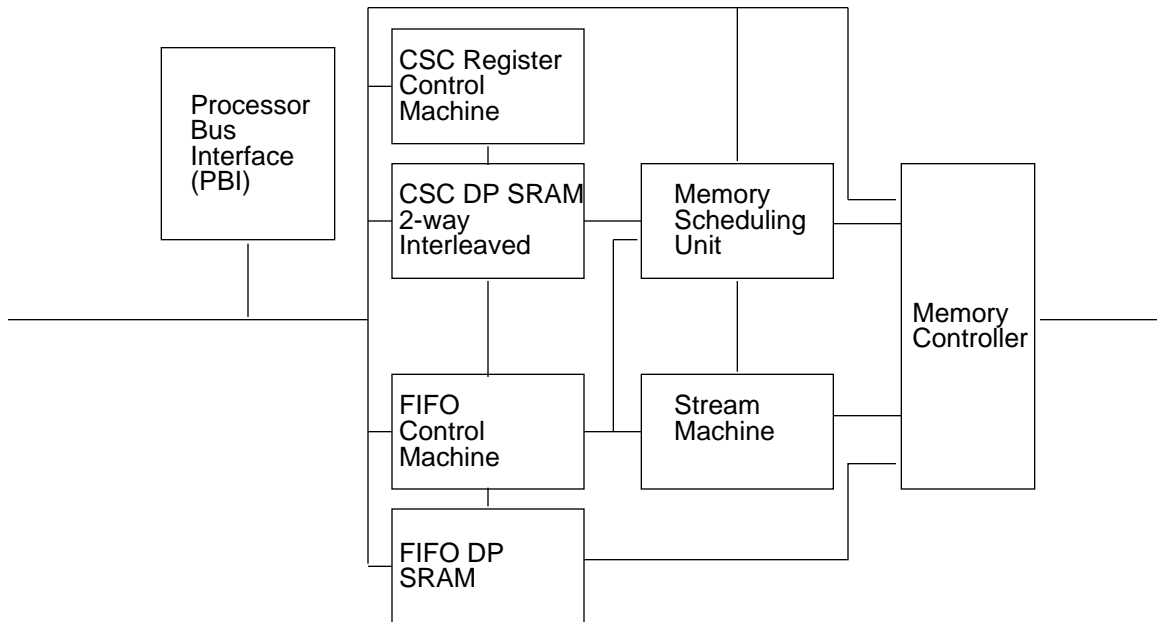 Processor
Bus
Interface
(PBI)
CSC Register
Control
Machine
CSC DP SRAM
2-way
Interleaved
FIFO
Control
Machine
FIFO DP
SRAM
Memory
Scheduling
Unit
Stream
Machine
Memory
Controller